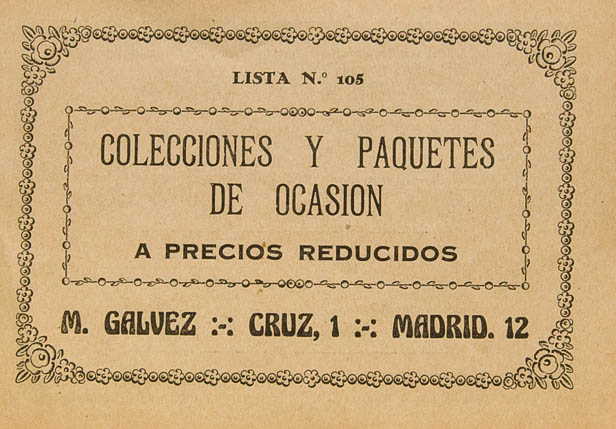 LISTA N.º 105
COLECCIONES Y PAQUETES
DE OCASION
A PRECIOS REDUCIDOS
M. GALVEZ :-: CRUZ, 1 :-: MADRID. 12